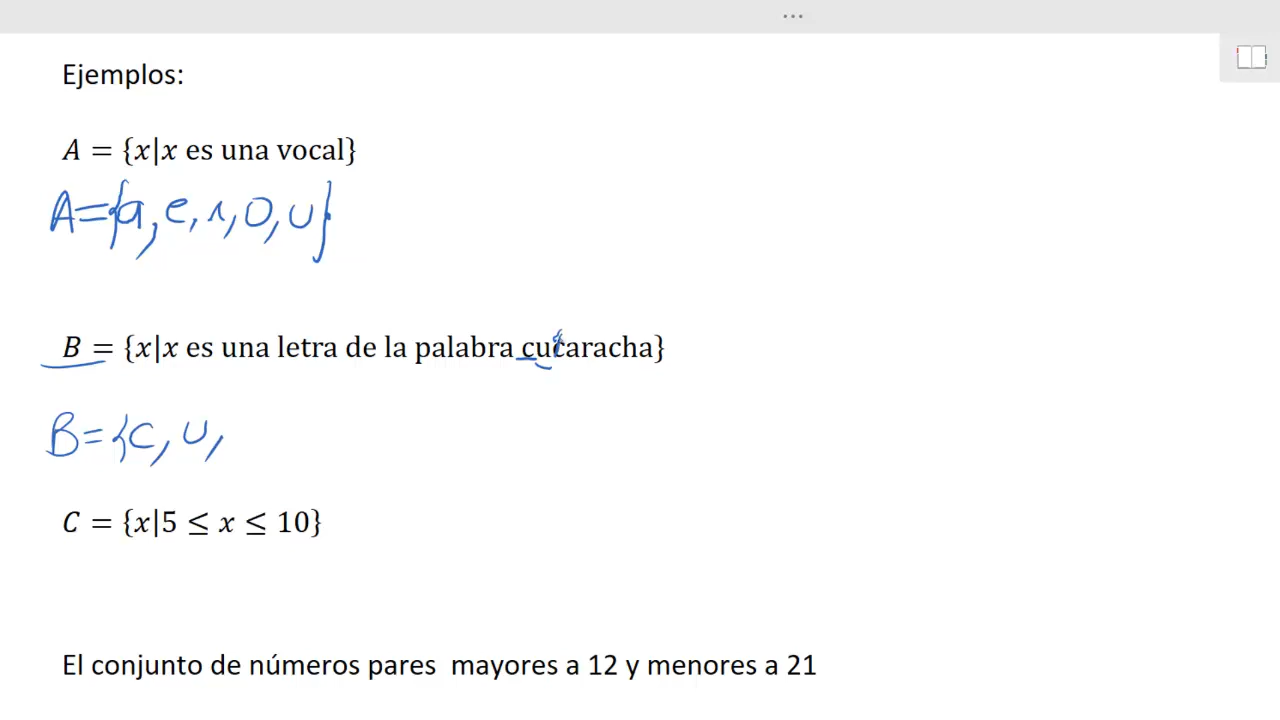 Ejemplos:
A = {x|x es una vocal}
A={a, e, i, o, u}
B = {x|x es una letra de la palabra cucaracha}
B={c, u,
C = {x|5 ≤ x ≤ 10}
El conjunto de números pares mayores a 12 y menores a 21